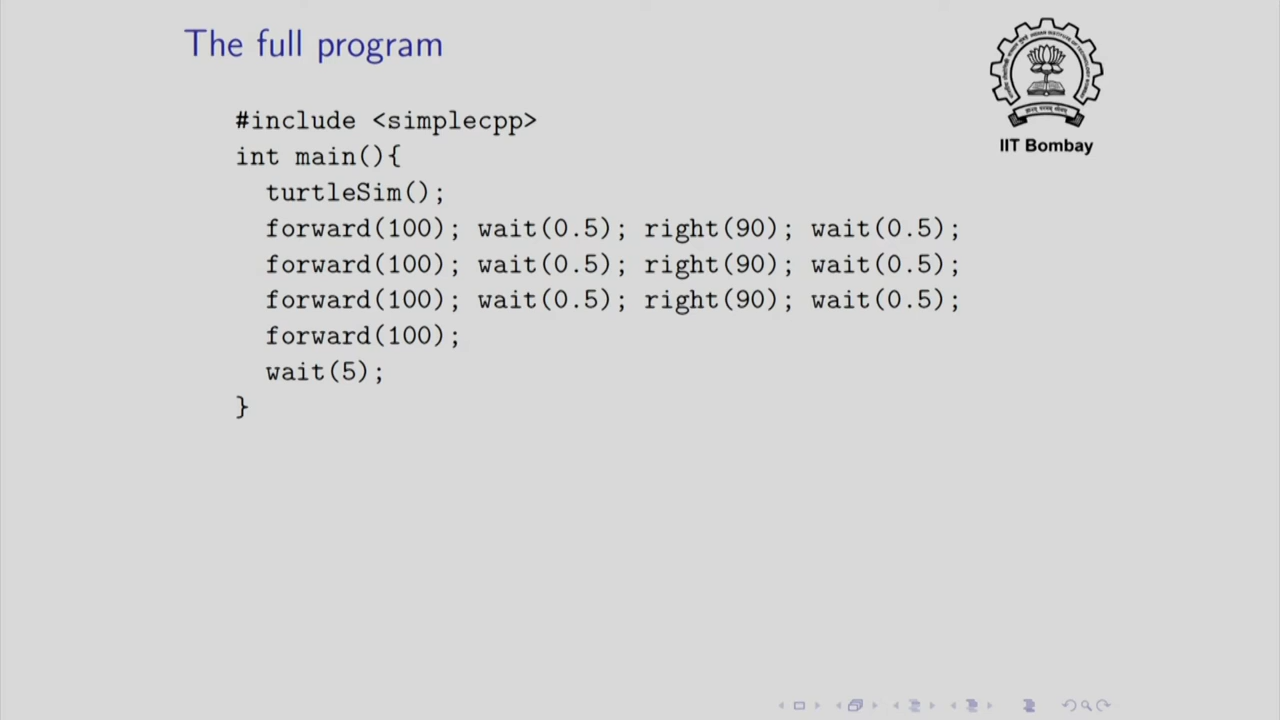 The full program
#include <simplecpp>
int main(){
turtleSim();
forward(100); wait(0.5); right(90); wait(0.5);
forward(100); wait(0.5); right(90); wait(0.5);
forward(100); wait(0.5); right(90); wait(0.5);
forward(100);
wait(5);
}
IIT Bombay